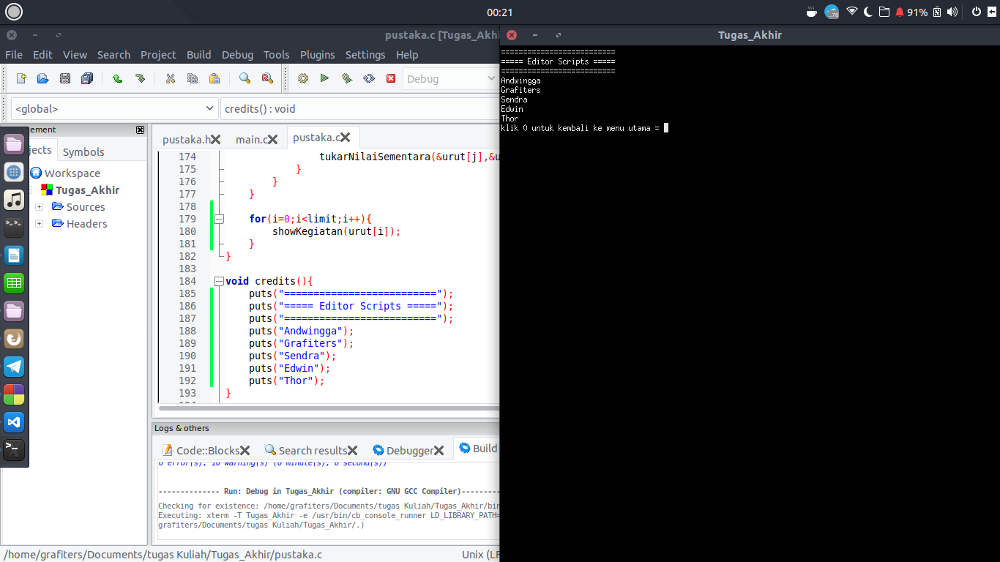 00:21
78
91%
pustaka.c [Tugas_Akhi
File Edit View Search Project Build Debug Tools Plugins Settings Help
Debug
<global>
credits() : void
ement
jects Symbols
Workspace
Tugas_Akhir
Sources
Headers
pustaka.h main.c pustaka.c
174 tukarNilaiSementara(&urut[j],&u
175 }
176 }
177 }
178
179 for(i=0;i<limit;i++){
180 showKegiatan(urut[i]);
181 }
182 }
183
184 void credits(){
185 puts("==========================");
186 puts("===== Editor Scripts =====");
187 puts("==========================");
188 puts("Andwingga");
189 puts("Grafiters");
190 puts("Sendra");
191 puts("Edwin");
192 puts("Thor");
193 }
Logs & others
Code::Blocks Search results Debugger Build
0 error(s), 10 warning(s) (0 minute(s), 0 second(s))
-------------- Run: Debug in Tugas_Akhir (compiler: GNU GCC Compiler)---------
Checking for existence: /home/grafiters/Documents/tugas Kuliah/Tugas_Akhir/bin
Executing: xterm -T Tugas_Akhir -e /usr/bin/cb_console_runner LD_LIBRARY_PATH=
grafiters/Documents/tugas Kuliah/Tugas_Akhir/.)
/home/grafiters/Documents/tugas Kuliah/Tugas_Akhir/pustaka.c
Unix (LF
Tugas_Akhir
==========================
===== Editor Scripts =====
==========================
Andwingga
Grafiters
Sendra
Edwin
Thor
klik 0 untuk kembali ke menu utama =